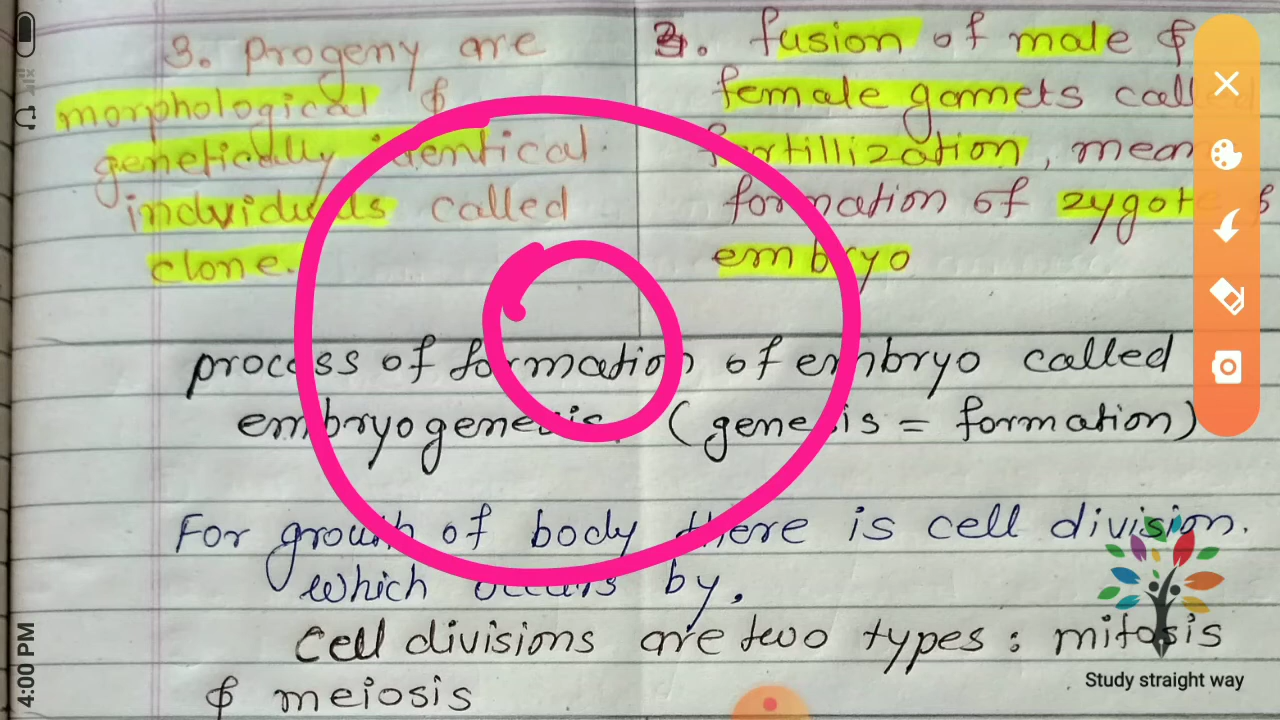 3. Progeny are
morphological &
genetically identical.
indviduals called
clone.
3. fusion of male &
female gamets called
fertillization, mean
formation of zygote &
embryo
process of formation of embryo called
embryogenesis. (genesis = formation)
For growth of body there is cell division.
which occurs by,
Cell divisions are two types : mitosis
& meiosis
Study straight way
4:00 PM